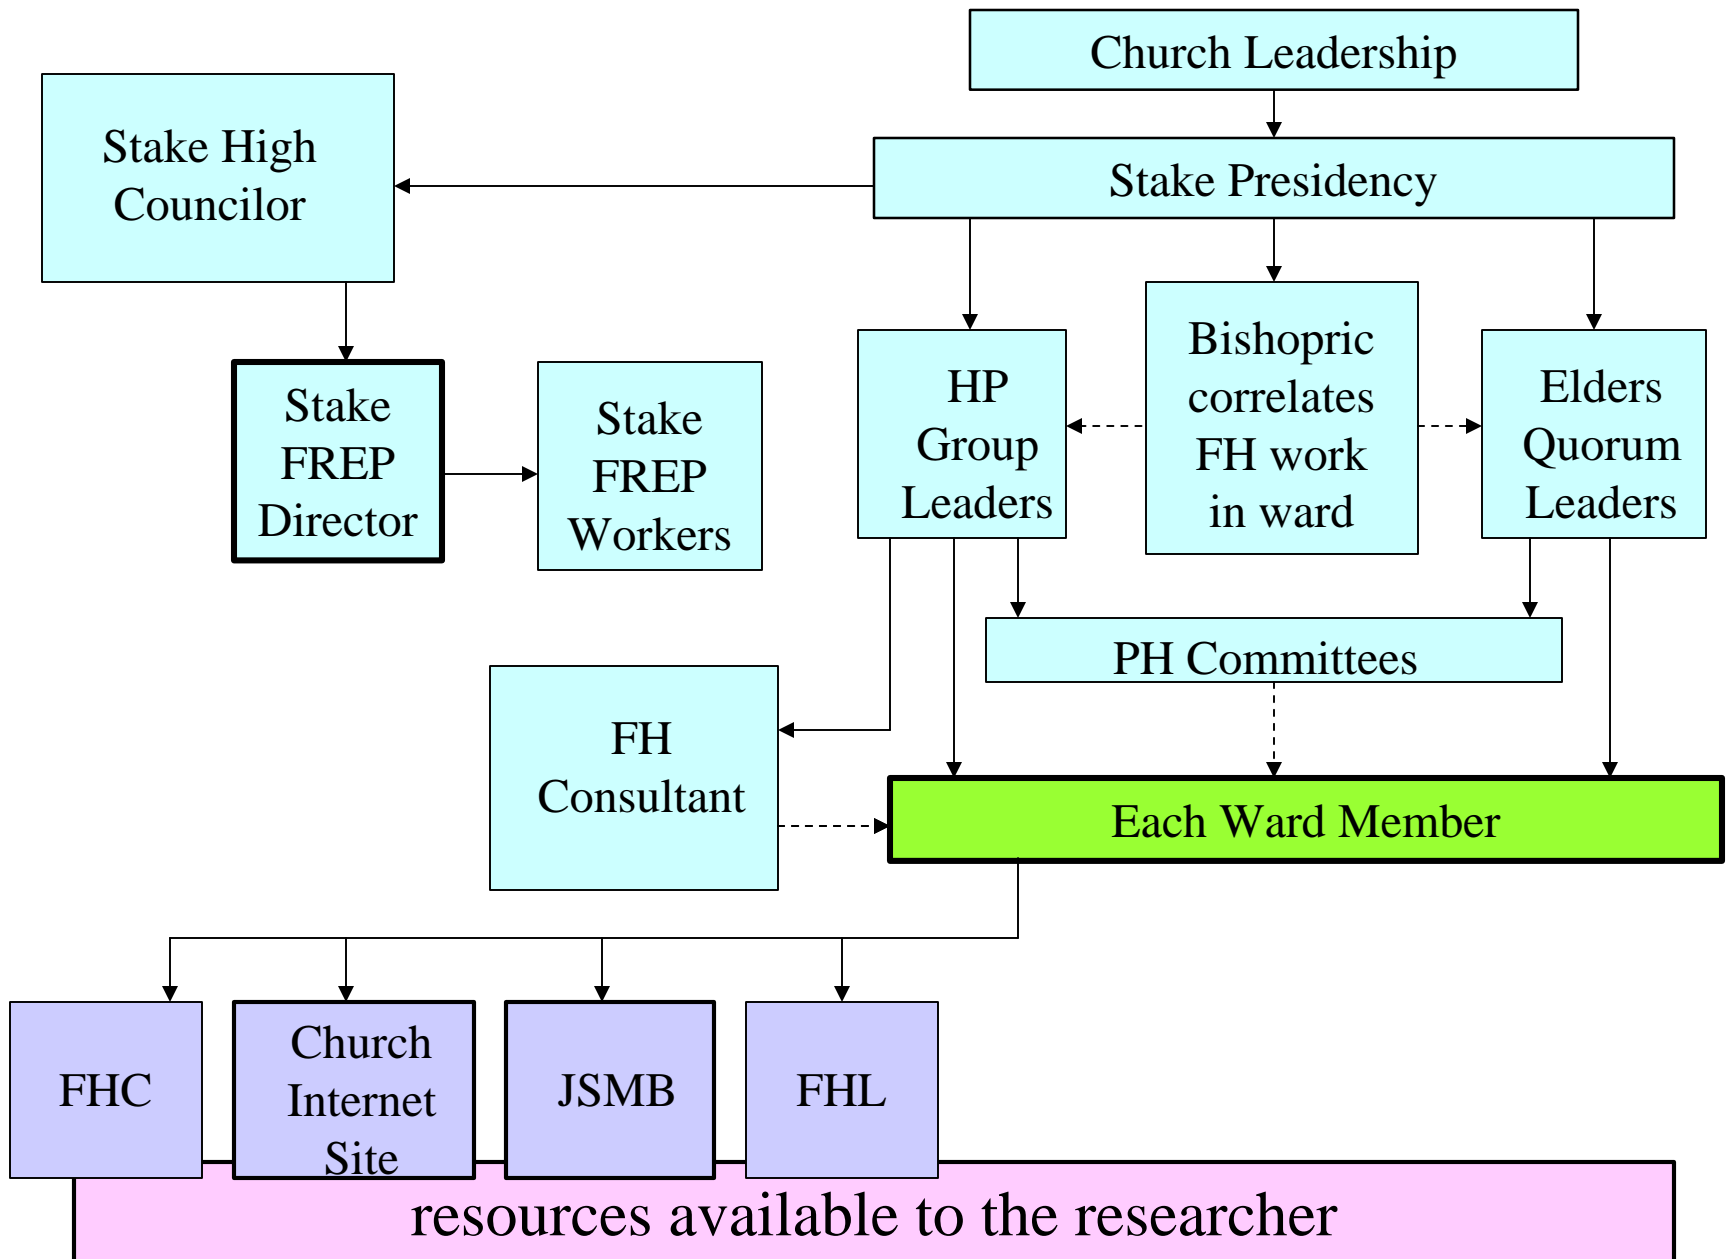 Church Leadership
Stake High
Councilor
Stake Presidency
Stake
FREP
Director
Stake
FREP
Workers
HP
Group
Leaders
Bishopric
correlates
FH work
in ward
Elders
Quorum
Leaders
PH Committees
FH
Consultant
Each Ward Member
FHC
Church
Internet
Site
JSMB
FHL
resources available to the researcher